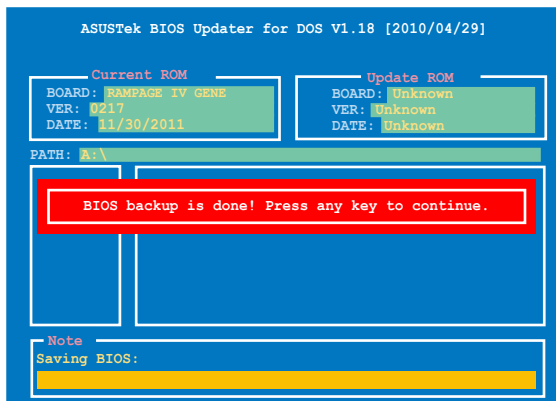 ASUSTek BIOS Updater for DOS V1.18 [2010/04/29]
Current ROM
BOARD: RAMPAGE IV GENE
VER: 0217
DATE: 11/30/2011
Update ROM
BOARD: Unknown
VER: Unknown
DATE: Unknown
PATH: A:\
BIOS backup is done! Press any key to continue.
Note
Saving BIOS: